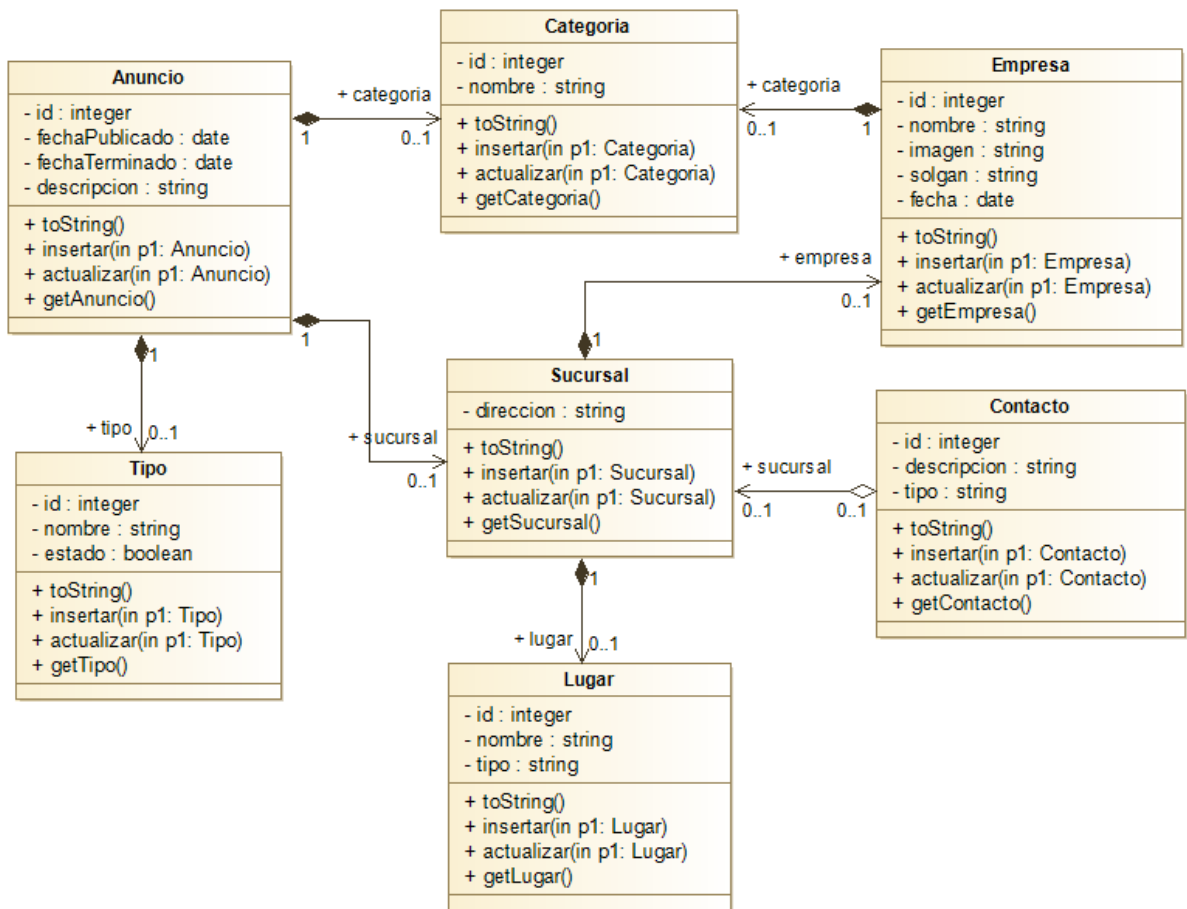 Categoria
- id : integer
- nombre : string
+ toString()
+ insertar(in p1: Categoria)
+ actualizar(in p1: Categoria)
+ getCategoria()
Anuncio
- id : integer
- fechaPublicado : date
- fechaTerminado : date
- descripcion : string
+ toString()
+ insertar(in p1: Anuncio)
+ actualizar(in p1: Anuncio)
+ getAnuncio()
+ categoria
1
0..1
+ categoria
0..1
1
Empresa
- id : integer
- nombre : string
- imagen : string
- solgan : string
- fecha : date
+ toString()
+ insertar(in p1: Empresa)
+ actualizar(in p1: Empresa)
+ getEmpresa()
+ empresa
0..1
1
1
1
+ tipo
0..1
+ sucursal
0..1
Sucursal
- direccion : string
+ toString()
+ insertar(in p1: Sucursal)
+ actualizar(in p1: Sucursal)
+ getSucursal()
+ sucursal
0..1
0..1
Contacto
- id : integer
- descripcion : string
- tipo : string
+ toString()
+ insertar(in p1: Contacto)
+ actualizar(in p1: Contacto)
+ getContacto()
Tipo
- id : integer
- nombre : string
- estado : boolean
+ toString()
+ insertar(in p1: Tipo)
+ actualizar(in p1: Tipo)
+ getTipo()
1
+ lugar
0..1
Lugar
- id : integer
- nombre : string
- tipo : string
+ toString()
+ insertar(in p1: Lugar)
+ actualizar(in p1: Lugar)
+ getLugar()